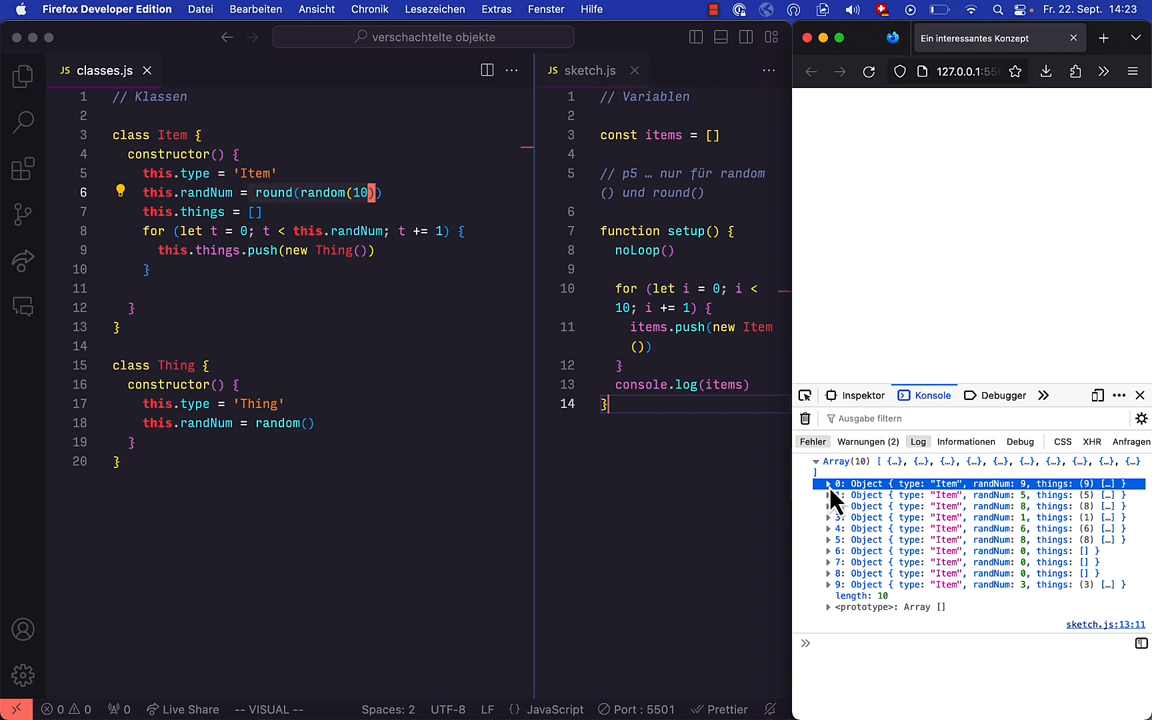 Firefox Developer Edition Datei Bearbeiten Ansicht Chronik Lesezeichen Extras Fenster Hilfe Fr. 22. Sept. 14:23
verschachtelte objekte
JS classes.js
1 // Klassen
2
3 class Item {
4 constructor() {
5 this.type = 'Item'
6 this.randNum = round(random(10))
7 this.things = []
8 for (let t = 0; t < this.randNum; t += 1) {
9 this.things.push(new Thing())
10 }
11
12 }
13 }
14
15 class Thing {
16 constructor() {
17 this.type = 'Thing'
18 this.randNum = random()
19 }
20 }
JS sketch.js
1 // Variablen
2
3 const items = []
4
5 // p5 … nur für random
() und round()
6
7 function setup() {
8 noLoop()
9
10 for (let i = 0; i <
10; i += 1) {
11 items.push(new Item
())
12 }
13 console.log(items)
14 }
Ein interessantes Konzept
127.0.0.1:550
Inspektor Konsole Debugger
Ausgabe filtern
Fehler Warnungen (2) Log Informationen Debug CSS XHR Anfragen
Array(10) [ {…}, {…}, {…}, {…}, {…}, {…}, {…}, {…}, {…}, {…}
]
0: Object { type: "Item", randNum: 9, things: (9) […] }
Object { type: "Item", randNum: 5, things: (5) […] }
Object { type: "Item", randNum: 8, things: (8) […] }
3: Object { type: "Item", randNum: 1, things: (1) […] }
4: Object { type: "Item", randNum: 6, things: (6) […] }
5: Object { type: "Item", randNum: 8, things: (8) […] }
6: Object { type: "Item", randNum: 0, things: [] }
7: Object { type: "Item", randNum: 0, things: [] }
8: Object { type: "Item", randNum: 0, things: [] }
9: Object { type: "Item", randNum: 3, things: (3) […] }
length: 10
<prototype>: Array []
sketch.js:13:11
0 0 0 Live Share -- VISUAL -- Spaces: 2 UTF-8 LF {} JavaScript Port : 5501 Prettier